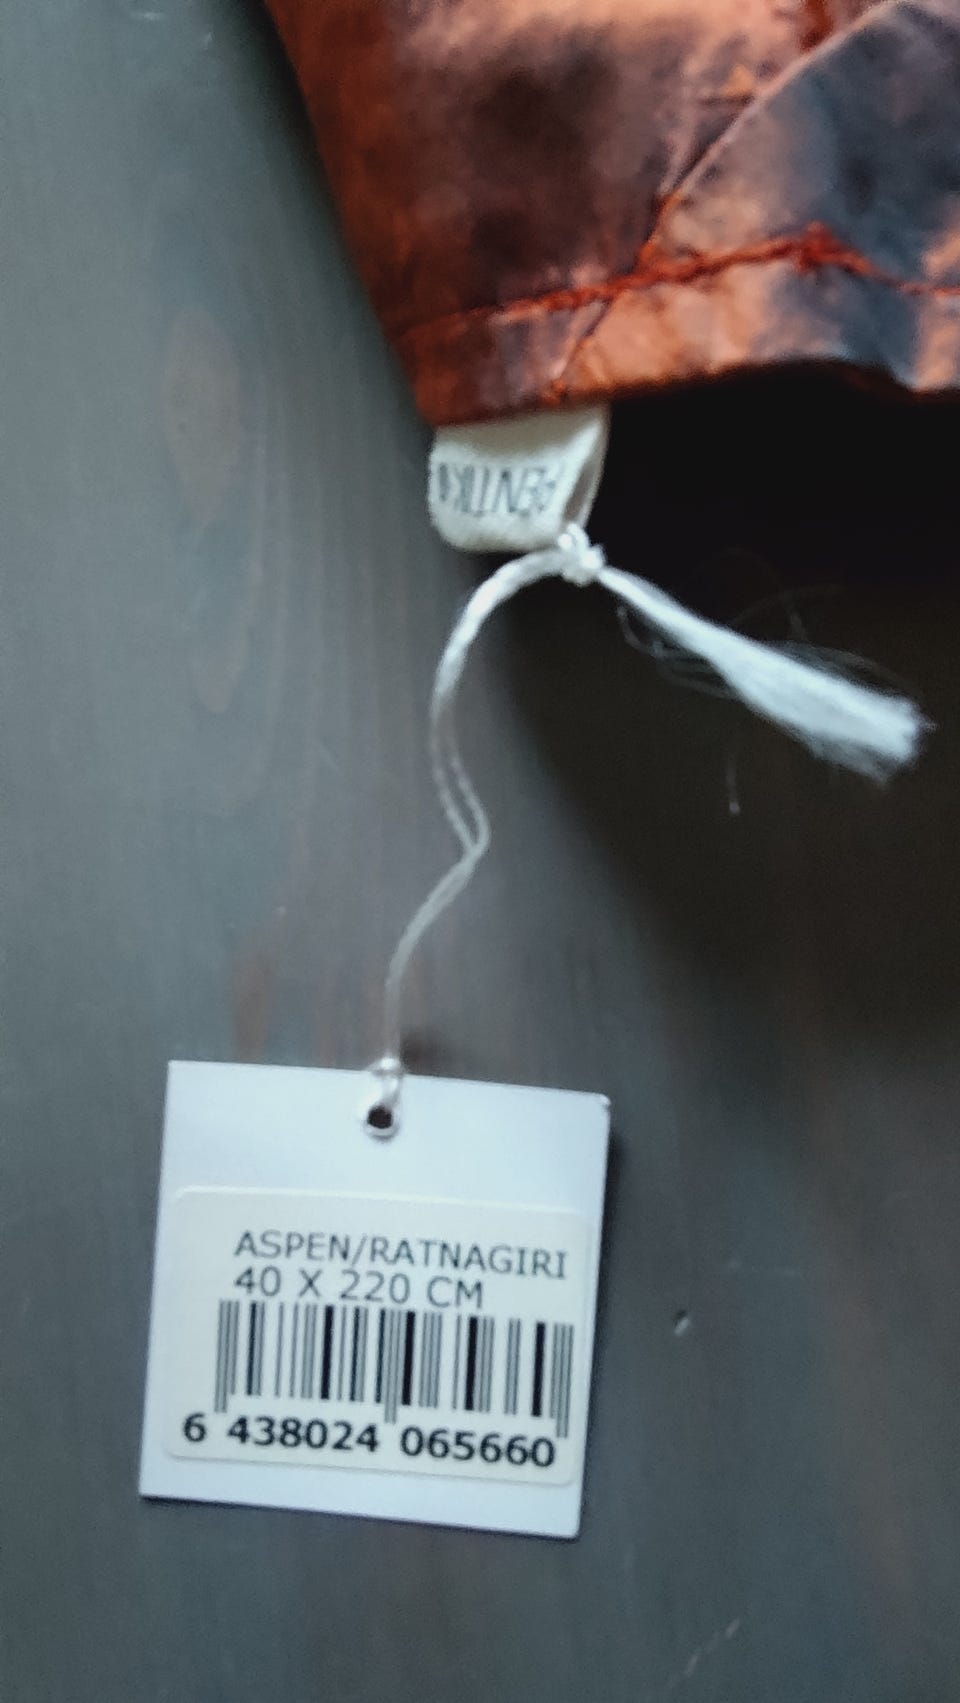 ASPEN/RATNAGIRI
40 X 220 CM
6 438024 065660